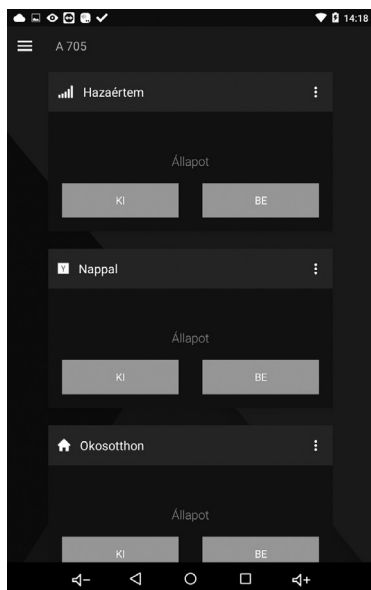 14:18
A 705
Hazaértem
Állapot
KI BE
Y Nappal
Állapot
KI BE
Okosotthon
Állapot
KI BE